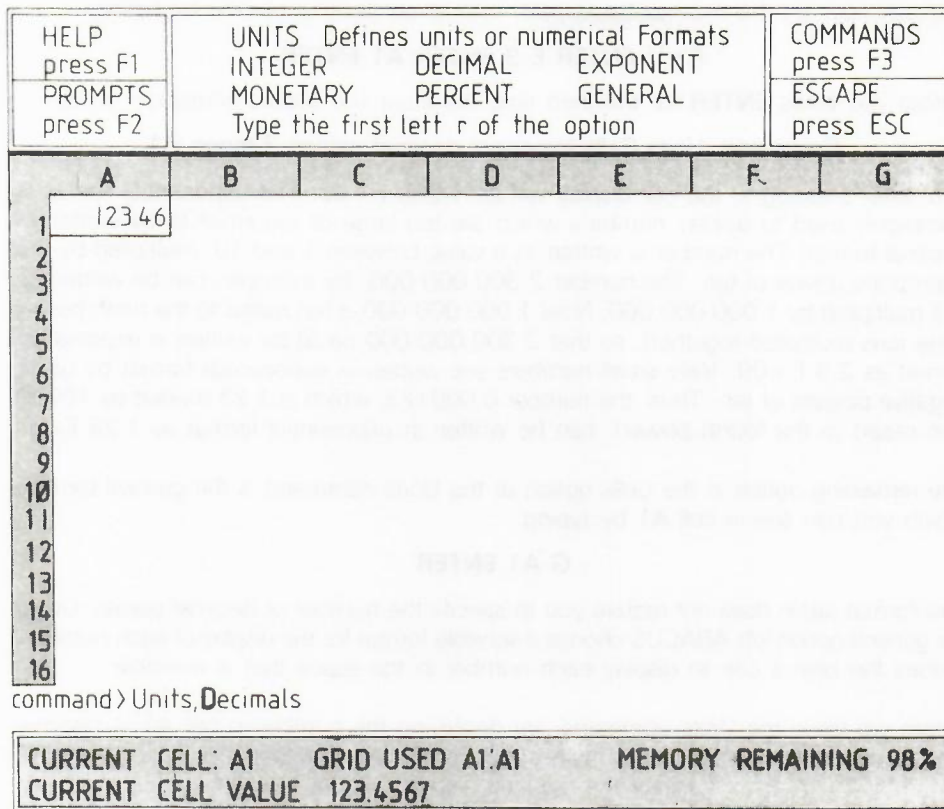 HELP
press F1
PROMPTS
press F2
UNITS Defines units or numerical Formats
INTEGER DECIMAL EXPONENT
MONETARY PERCENT GENERAL
Type the first lett r of the option
COMMANDS
press F3
ESCAPE
press ESC
A B C D E F G
1 123 46
2
3
4
5
6
7
8
9
10
11
12
13
14
15
16
command> Units, Decimals
CURRENT CELL. A1 GRID USED A1A1 MEMORY REMAINING 98%
CURRENT CELL VALUE 123.4567